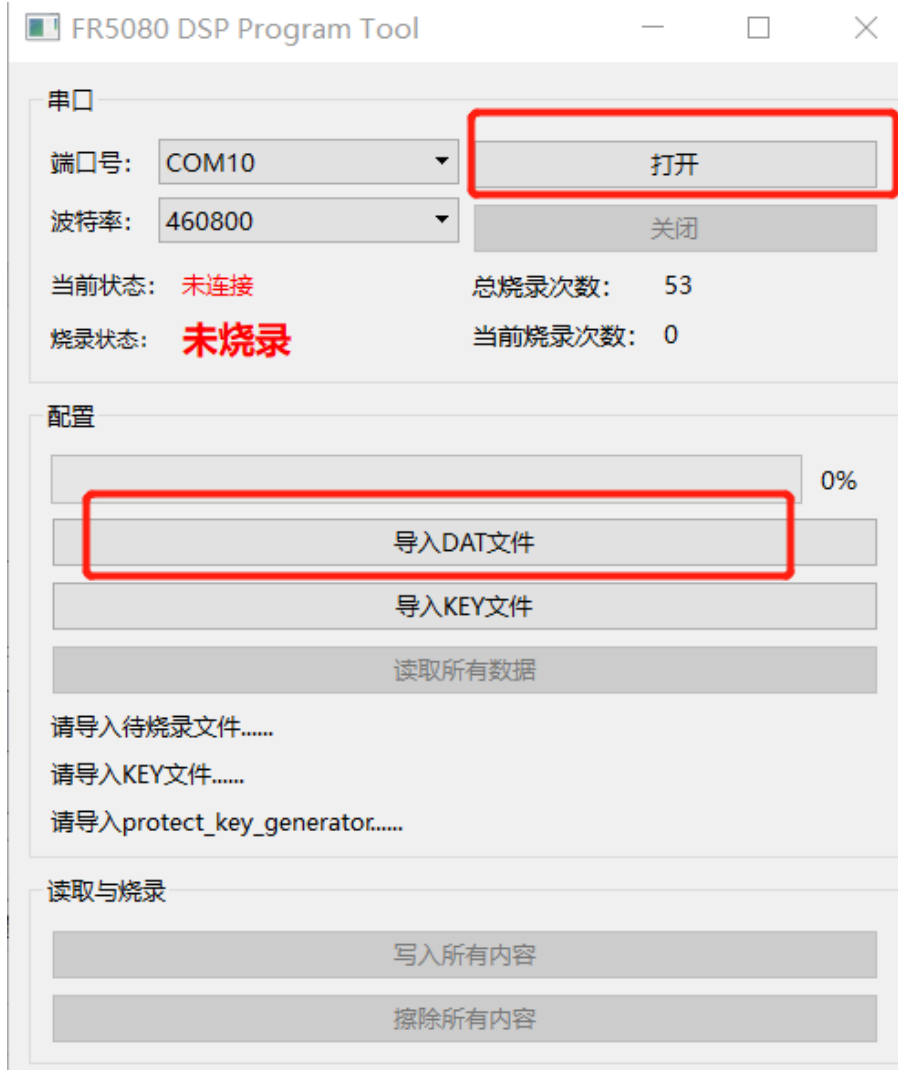 FR5080 DSP Program Tool
串口
端口号: COM10 打开
波特率: 460800 关闭
当前状态: 未连接 总烧录次数: 53
烧录状态: 未烧录 当前烧录次数: 0
配置
0%
导入DAT文件
导入KEY文件
读取所有数据
请导入待烧录文件......
请导入KEY文件......
请导入protect_key_generator......
读取与烧录
写入所有内容
擦除所有内容